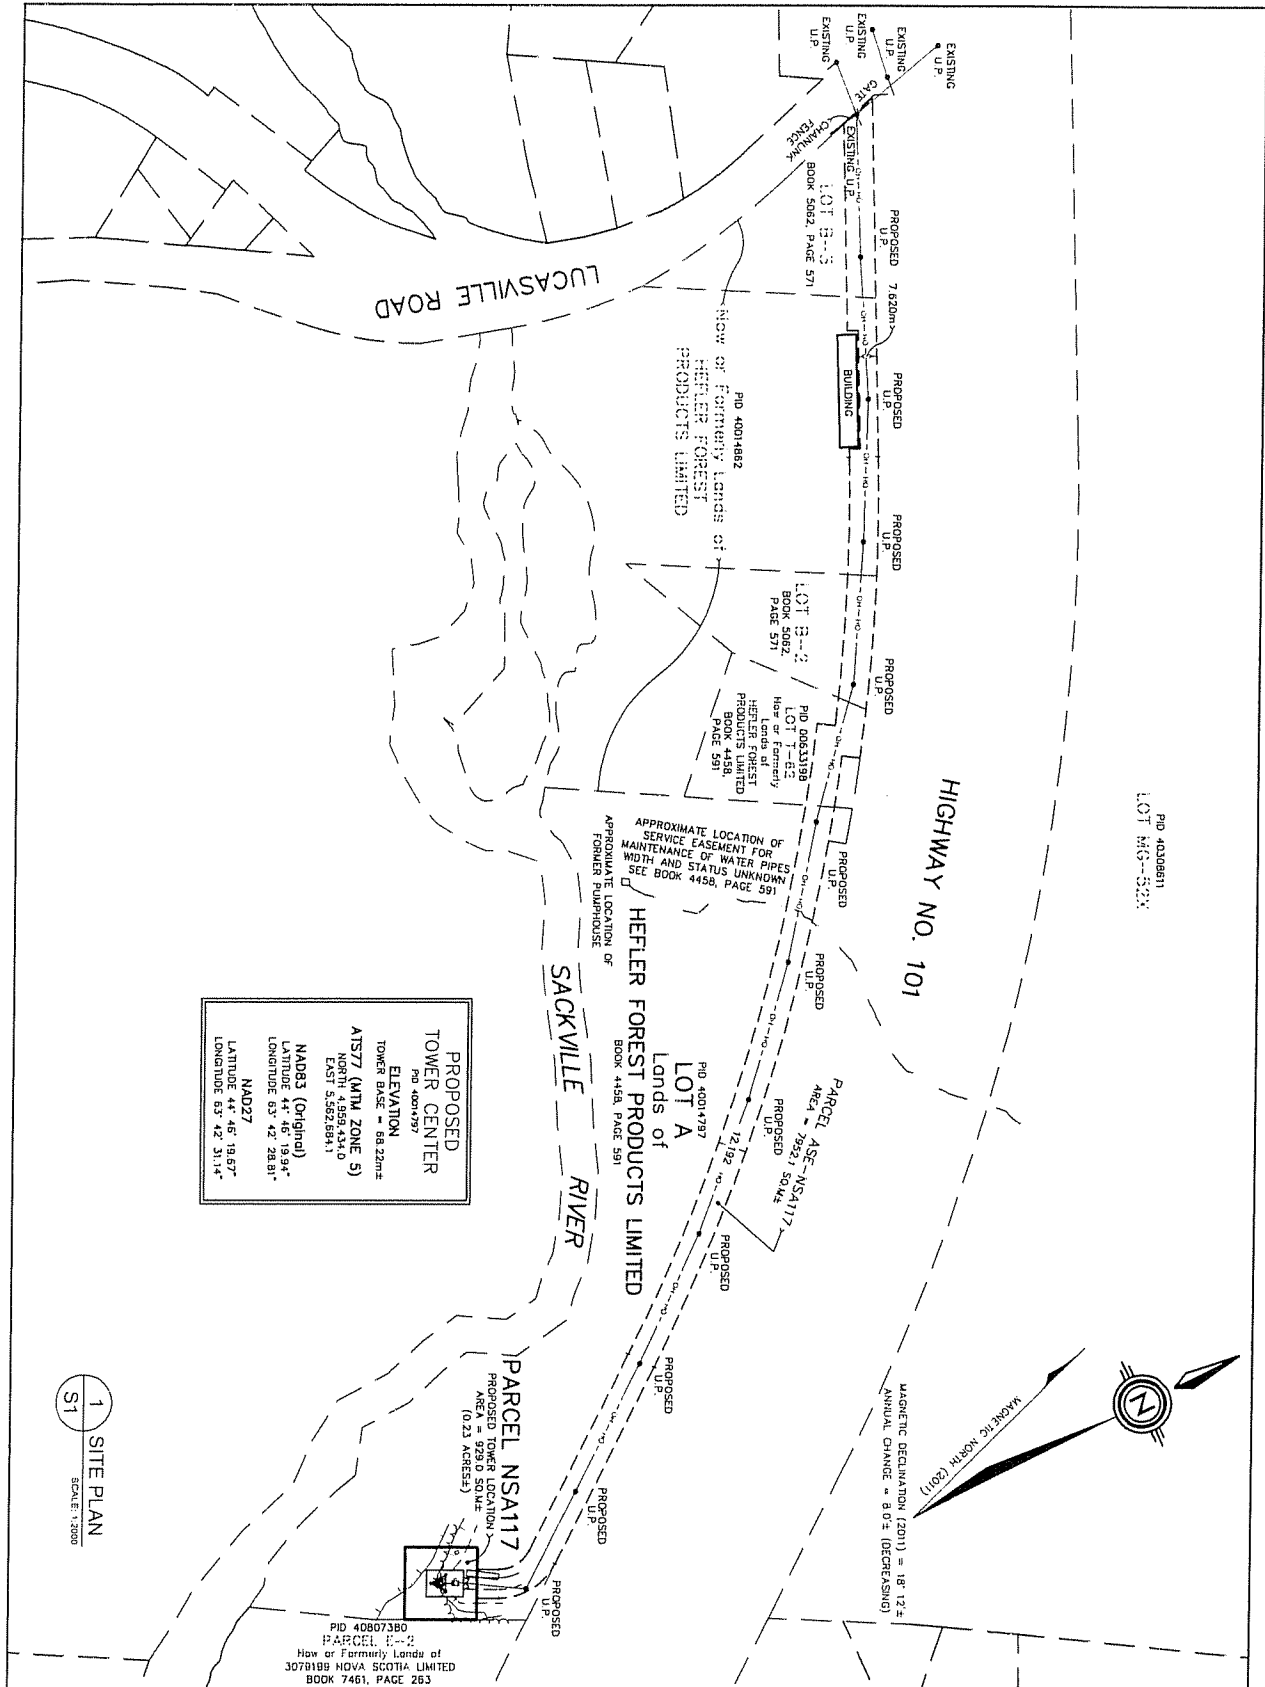 EXISTING
U.P.
EXISTING
U.P.
EXISTING
U.P.
EXISTING
U.P.
GATE
CHAINLINK
FENCE
EXISTING U.P.
LOT B-3
BOOK 5062, PAGE 571
PROPOSED
U.P.
7.620m
LUCASVILLE ROAD
PROPOSED
U.P.
BUILDING
PID 40014862
Now or Formerly Lands of
HEFLER FOREST
PRODUCTS LIMITED
PROPOSED
U.P.
LOT B-2
BOOK 5062,
PAGE 571
PROPOSED
U.P.
PID 00633198
LOT T-62
Now or Formerly
Lands of
HEFLER FOREST
PRODUCTS LIMITED
BOOK 4458,
PAGE 591
HIGHWAY NO. 101
PID 40308611
LOT MG-52X
APPROXIMATE LOCATION OF
SERVICE EASEMENT FOR
MAINTENANCE OF WATER PIPES
WIDTH AND STATUS UNKNOWN
SEE BOOK 4458, PAGE 591
PROPOSED
U.P.
APPROXIMATE LOCATION OF
FORMER PUMPHOUSE
PROPOSED
U.P.
SACKVILLE RIVER
PID 40014797
LOT A
Lands of
HEFLER FOREST PRODUCTS LIMITED
BOOK 4458, PAGE 591
PARCEL ASE-NSA117
AREA = 7952.1 SQ.M±
PROPOSED
U.P.
12.192
PROPOSED
U.P.
PROPOSED
TOWER CENTER
PID 40014797
ELEVATION
TOWER BASE = 68.22m±
ATS77 (MTM ZONE 5)
NORTH 4,959,434.0
EAST 5,562,684.1
NAD83 (Original)
LATITUDE 44° 46' 19.94"
LONGITUDE 63° 42' 28.81"
NAD27
LATITUDE 44° 46' 19.67"
LONGITUDE 63° 42' 31.14"
PROPOSED
U.P.
N
MAGNETIC NORTH (2011)
MAGNETIC DECLINATION (2011) = 18° 12'±
ANNUAL CHANGE = 8.0'± (DECREASING)
PARCEL NSA117
PROPOSED TOWER LOCATION
AREA = 929.0 SQ.M±
(0.23 ACRES±)
PROPOSED
U.P.
PROPOSED
U.P.
PID 40807380
PARCEL E-2
Now or Formerly Lands of
3079189 NOVA SCOTIA LIMITED
BOOK 7461, PAGE 263
1
S1
SITE PLAN
SCALE: 1:2000